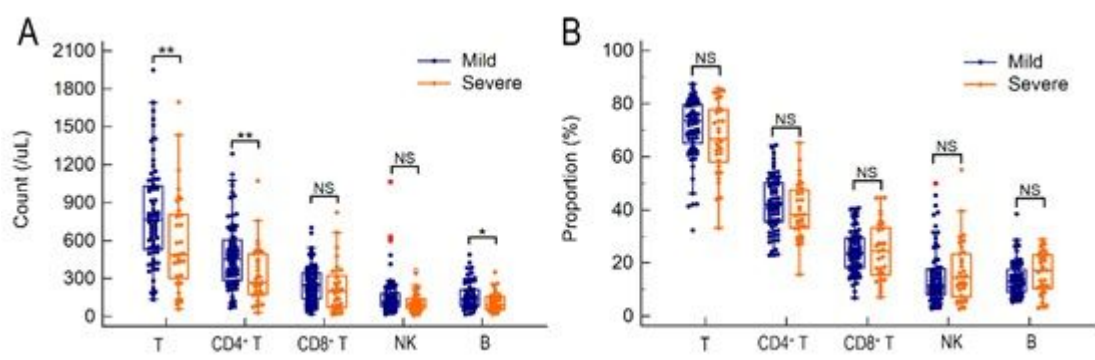 A
Count (/uL)
2100
1800
1500
1200
900
600
300
0
**
**
NS
NS
*
Mild
Severe
T
CD4+ T
CD8+ T
NK
B
B
Proportion (%)
100
80
60
40
20
0
NS
NS
NS
NS
NS
Mild
Severe
T
CD4+ T
CD8+ T
NK
B